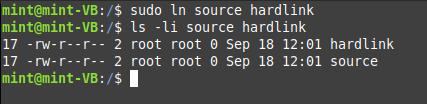 mint@mint-VB:/$ sudo ln source hardlink
mint@mint-VB:/$ ls -li source hardlink
17 -rw-r--r-- 2 root root 0 Sep 18 12:01 hardlink
17 -rw-r--r-- 2 root root 0 Sep 18 12:01 source
mint@mint-VB:/$